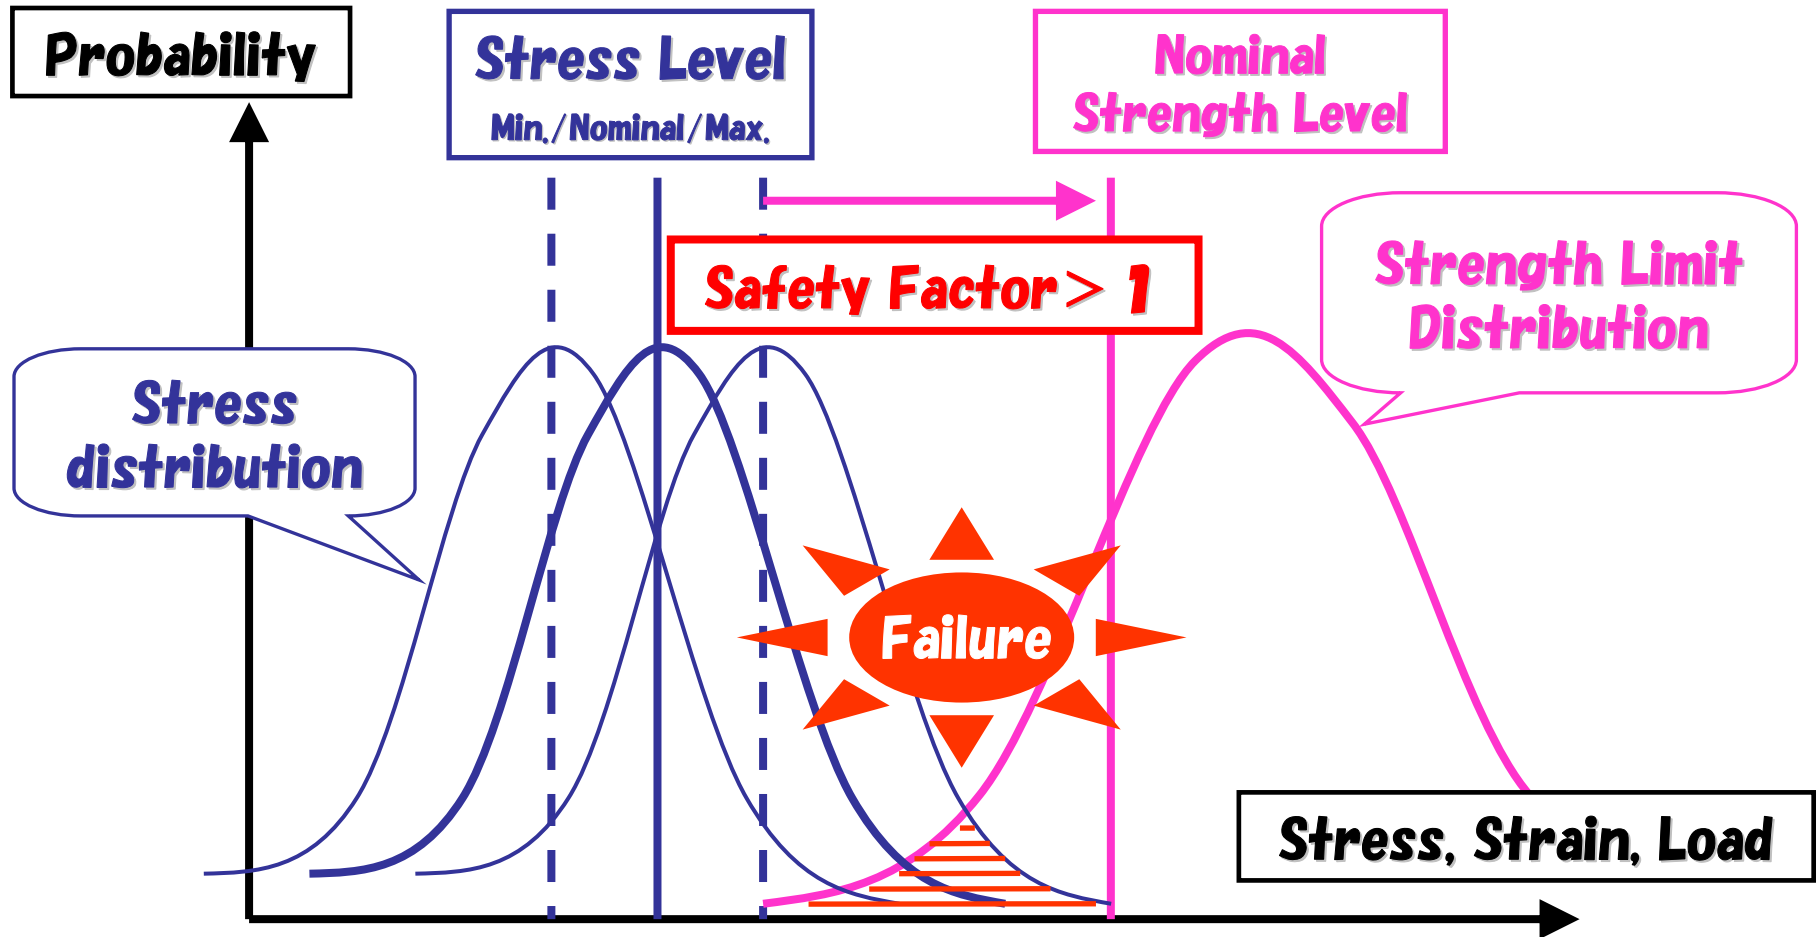 Probability
Stress Level
Min./Nominal/Max.
Nominal
Strength Level
Safety Factor> 1
Strength Limit
Distribution
Stress
distribution
Failure
Stress, Strain, Load